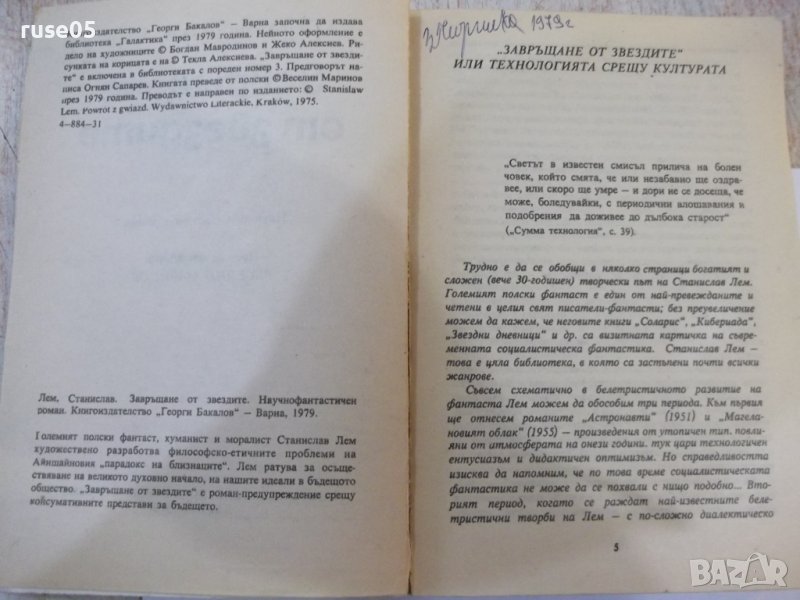 ruse05
Книгоиздателство „Георги Бакалов“ – Варна започна да издава
библиотека „Галактика“ през 1979 година. Нейното оформление е
дело на художниците © Богдан Мавродинов и Жеко Алексиев. Ри-
сунката на корицата е на © Текла Алексиева. „Завръщане от звезди-
те“ е включена в библиотеката с пореден номер 3. Предговорът на-
писа Огнян Сапарев. Книгата преведе от полски ©Веселин Маринов
през 1979 година. Преводът е направен по изданието: © Stanisław
Lem. Powrot z gwiazd. Wydawnictwo Literackie, Kraków, 1975.
4–884–31
Лем, Станислав. Завръщане от звездите. Научнофантастичен
роман. Книгоиздателство „Георги Бакалов“ – Варна, 1979.
Големият полски фантаст, хуманист и моралист Станислав Лем
художествено разработва философско-етичните проблеми на
Айнщайновия „парадокс на близнаците“. Лем ратува за осъще-
ствяване на великото духовно начало, на нашите идеали в бъдещото
общество. „Завръщане от звездите“ е роман-предупреждение срещу
консумативните представи за бъдещето.
1979 г
„ЗАВРЪЩАНЕ ОТ ЗВЕЗДИТЕ“
ИЛИ ТЕХНОЛОГИЯТА СРЕЩУ КУЛТУРАТА
„Светът в известен смисъл прилича на болен
човек, който смята, че или незабавно ще оздра-
вее, или скоро ще умре – и дори не се досеща, че
може, боледувайки, с периодични влошавания и
подобрения да доживее до дълбока старост“
(„Сумма технология“, с. 39).
Трудно е да се обобщи в няколко страници богатият и
сложен (вече 30-годишен) творчески път на Станислав Лем.
Големият полски фантаст е един от най-превежданите и
четени в целия свят писатели-фантасти; без преувеличение
можем да кажем, че неговите книги „Соларис“, „Кибериада“,
„Звездни дневници“ и др. са визитната картичка на съвре-
менната социалистическа фантастика. Станислав Лем –
това е цяла библиотека, в която са застъпени почти всички
жанрове.
Съвсем схематично в белетристичното развитие на
фантаста Лем можем да обособим три периода. Към първия
ще отнесем романите „Астронавти“ (1951) и „Магела-
новият облак“ (1955) – произведения от утопичен тип, повли-
яни от атмосферата на онези години. тук цари технологичен
ентусиазъм и дидактичен оптимизъм. Но справедливостта
изисква да напомним, че по това време социалистическата
фантастика не може да се похвали с нищо подобно... Вто-
рият период, когато се раждат най-известните беле-
тристични творби на Лем – с по-сложно диалектическо
5
BAZAR